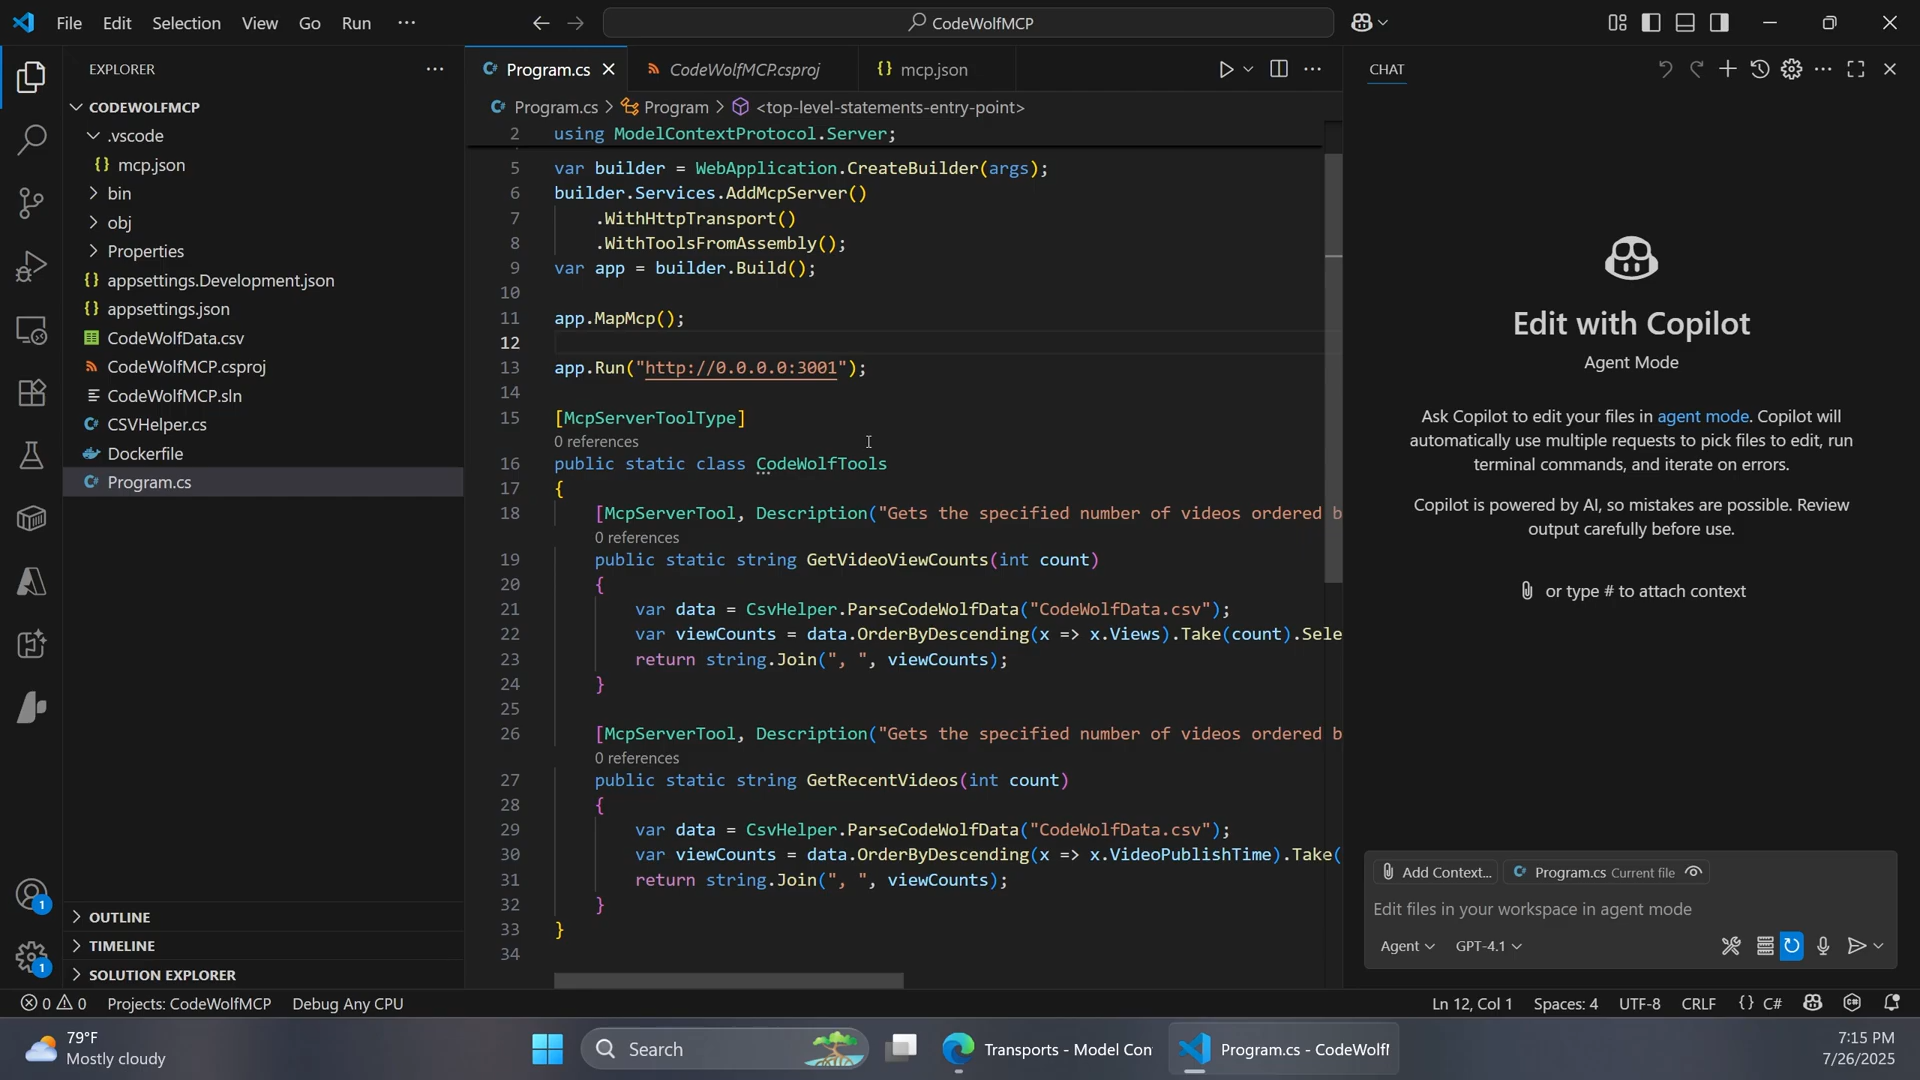 File Edit Selection View Go Run ···
CodeWolfMCP
EXPLORER
CODEWOLFMCP
.vscode
{} mcp.json
bin
obj
Properties
{} appsettings.Development.json
{} appsettings.json
CodeWolfData.csv
CodeWolfMCP.csproj
CodeWolfMCP.sln
C# CSVHelper.cs
Dockerfile
C# Program.cs
OUTLINE
TIMELINE
SOLUTION EXPLORER
C# Program.cs
CodeWolfMCP.csproj
{} mcp.json
C# Program.cs > Program > <top-level-statements-entry-point>
2 using ModelContextProtocol.Server;
5 var builder = WebApplication.CreateBuilder(args);
6 builder.Services.AddMcpServer()
7 .WithHttpTransport()
8 .WithToolsFromAssembly();
9 var app = builder.Build();
10
11 app.MapMcp();
12
13 app.Run("http://0.0.0.0:3001");
14
15 [McpServerToolType]
0 references
16 public static class CodeWolfTools
17 {
18 [McpServerTool, Description("Gets the specified number of videos ordered b
0 references
19 public static string GetVideoViewCounts(int count)
20 {
21 var data = CsvHelper.ParseCodeWolfData("CodeWolfData.csv");
22 var viewCounts = data.OrderByDescending(x => x.Views).Take(count).Sele
23 return string.Join(", ", viewCounts);
24 }
25
26 [McpServerTool, Description("Gets the specified number of videos ordered b
0 references
27 public static string GetRecentVideos(int count)
28 {
29 var data = CsvHelper.ParseCodeWolfData("CodeWolfData.csv");
30 var viewCounts = data.OrderByDescending(x => x.VideoPublishTime).Take(
31 return string.Join(", ", viewCounts);
32 }
33 }
34
CHAT
Edit with Copilot
Agent Mode
Ask Copilot to edit your files in agent mode. Copilot will
automatically use multiple requests to pick files to edit, run
terminal commands, and iterate on errors.
Copilot is powered by AI, so mistakes are possible. Review
output carefully before use.
or type # to attach context
Add Context... C# Program.cs Current file
Edit files in your workspace in agent mode
Agent GPT-4.1
1
1
0 0 Projects: CodeWolfMCP Debug Any CPU
Ln 12, Col 1 Spaces: 4 UTF-8 CRLF {} C#
79°F
Mostly cloudy
Search
Transports - Model Con
Program.cs - CodeWolfM
7:15 PM
7/26/2025